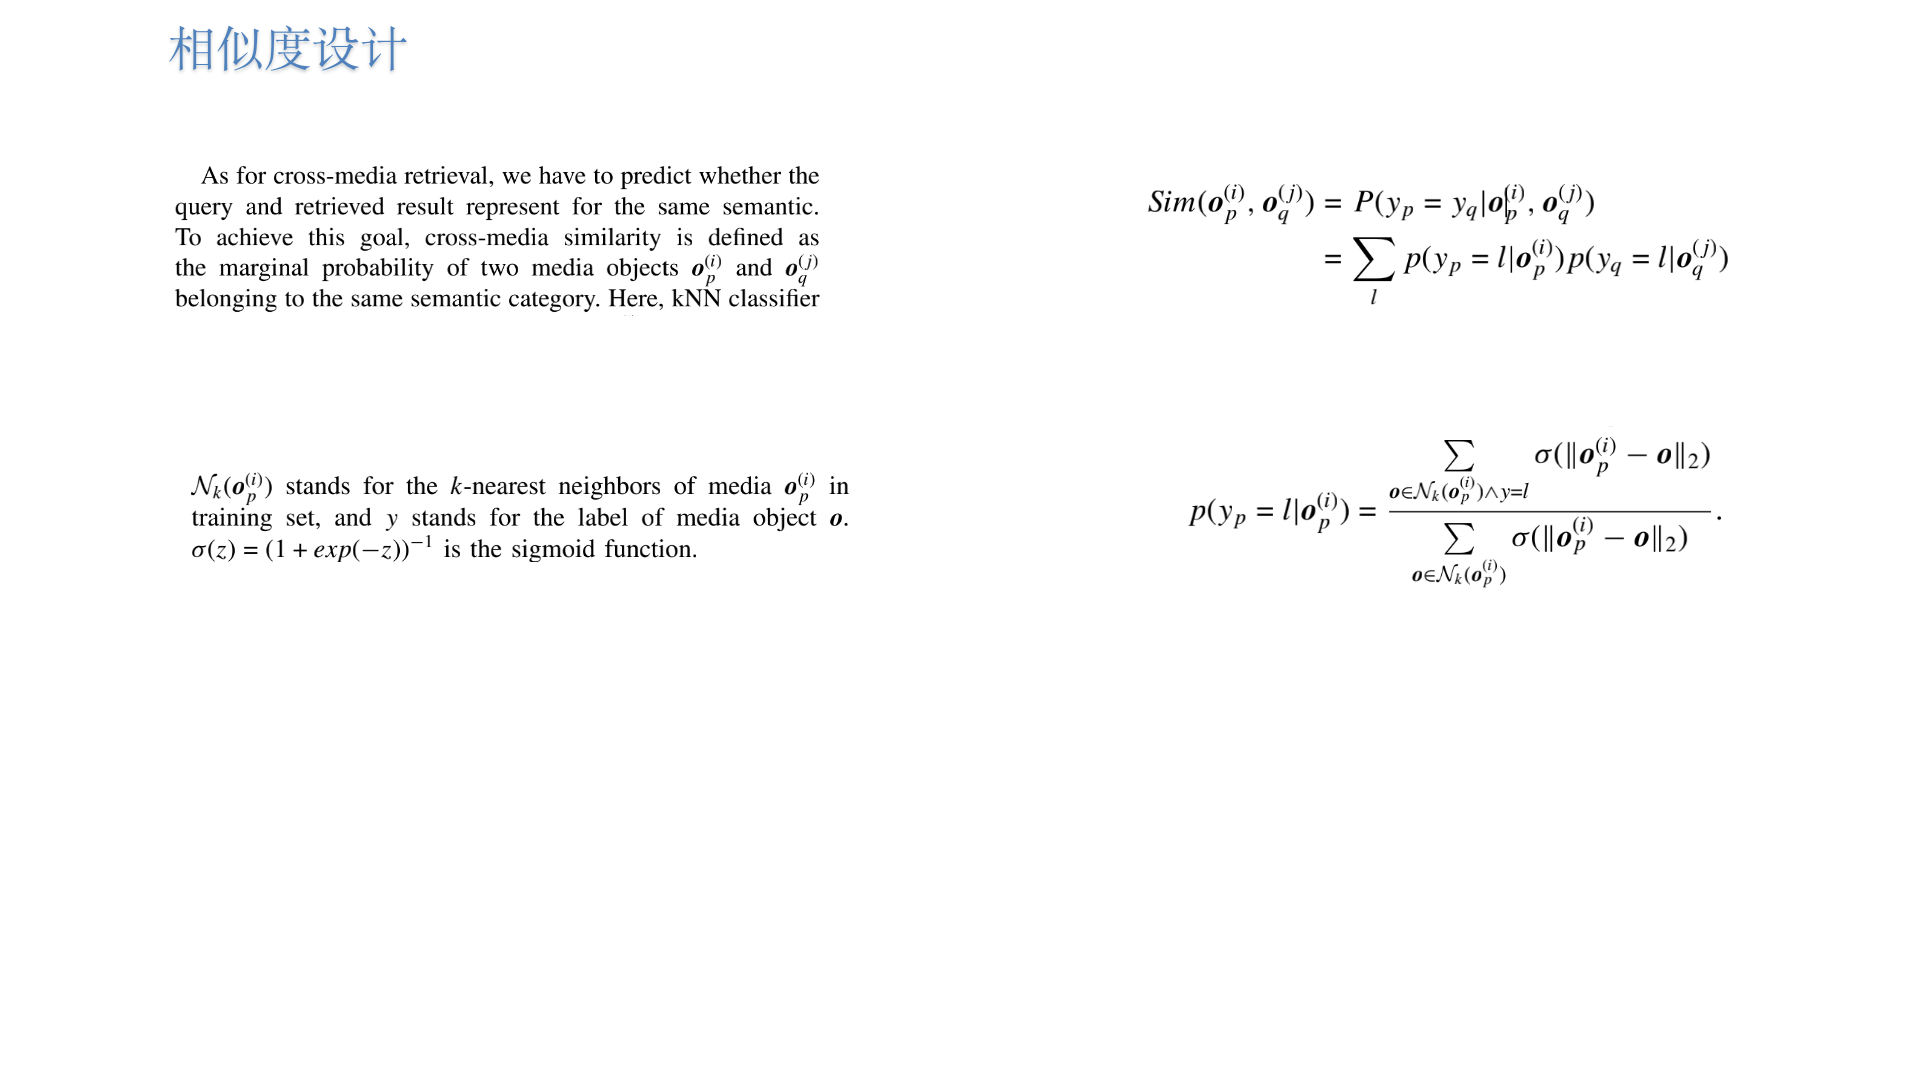 相似度设计
As for cross-media retrieval, we have to predict whether the
query and retrieved result represent for the same semantic.
To achieve this goal, cross-media similarity is defined as
the marginal probability of two media objects $\boldsymbol{o}_p^{(i)}$ and $\boldsymbol{o}_q^{(j)}$
belonging to the same semantic category. Here, kNN classifier
$Sim(\boldsymbol{o}_p^{(i)}, \boldsymbol{o}_q^{(j)}) = P(y_p = y_q|\boldsymbol{o}_p^{(i)}, \boldsymbol{o}_q^{(j)})$
$= \sum_l p(y_p = l|\boldsymbol{o}_p^{(i)})p(y_q = l|\boldsymbol{o}_q^{(j)})$
$\mathcal{N}_k(\boldsymbol{o}_p^{(i)})$ stands for the $k$-nearest neighbors of media $\boldsymbol{o}_p^{(i)}$ in
training set, and $y$ stands for the label of media object $\boldsymbol{o}$.
$\sigma(z) = (1 + exp(-z))^{-1}$ is the sigmoid function.
$p(y_p = l|\boldsymbol{o}_p^{(i)}) = \frac{\sum_{\boldsymbol{o} \in \mathcal{N}_k(\boldsymbol{o}_p^{(i)}) \wedge y=l} \sigma(\|\boldsymbol{o}_p^{(i)} - \boldsymbol{o}\|_2)}{\sum_{\boldsymbol{o} \in \mathcal{N}_k(\boldsymbol{o}_p^{(i)})} \sigma(\|\boldsymbol{o}_p^{(i)} - \boldsymbol{o}\|_2)}.$